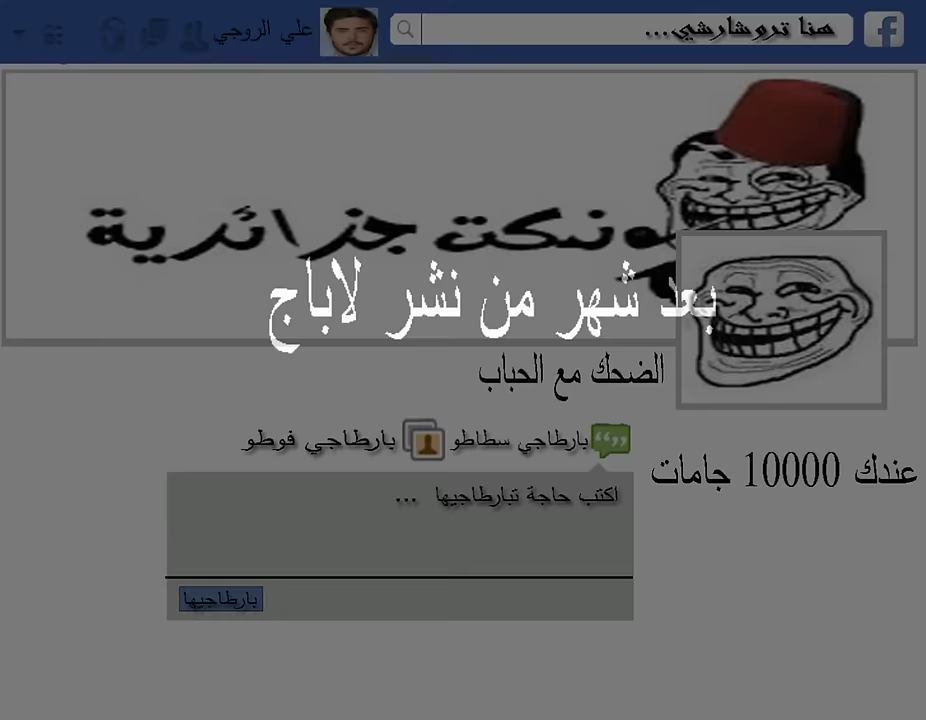 هنا تروشارشي...
علي الروجي
ونكت جزائرية
بعد شهر من نشر لاباج
الضحك مع الحباب
بارطاجي سطاطو
بارطاجي فوطو
عندك 10000 جامات
اكتب حاجة تبارطاجيها ...
بارطاجيها